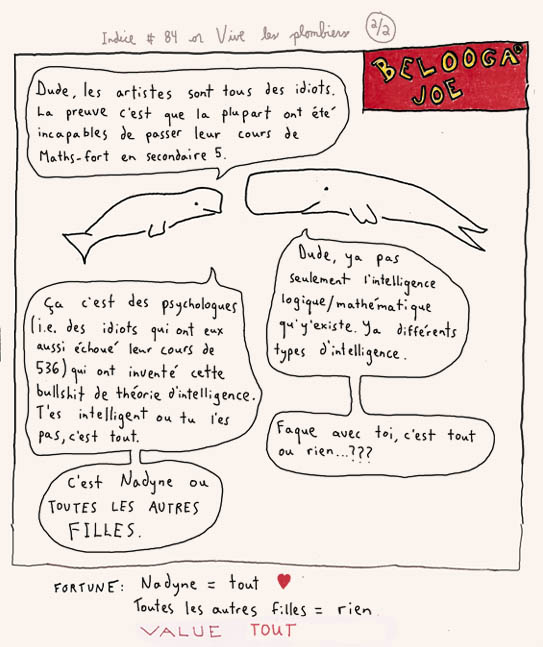 Indice # 84 or Vive les plombiers 2/2
BELOOGA
JOE
Dude, les artistes sont tous des idiots.
La preuve c'est que la plupart ont été
incapables de passer leur cours de
Maths-fort en secondaire 5.
Dude, ya pas
seulement l'intelligence
logique/mathématique
qu'y'existe. Ya différents
types d'intelligence.
Ça c'est des psychologues
(i.e. des idiots qui ont eux
aussi échoué leur cours de
536) qui ont inventé cette
bullshit de théorie d'intelligence.
T'es intelligent ou tu l'es
pas, c'est tout.
Faque avec toi, c'est tout
ou rien...???
C'est Nadyne ou
TOUTES LES AUTRES
FILLES.
FORTUNE: Nadyne = tout ♥
Toutes les autres filles = rien
VALUE TOUT